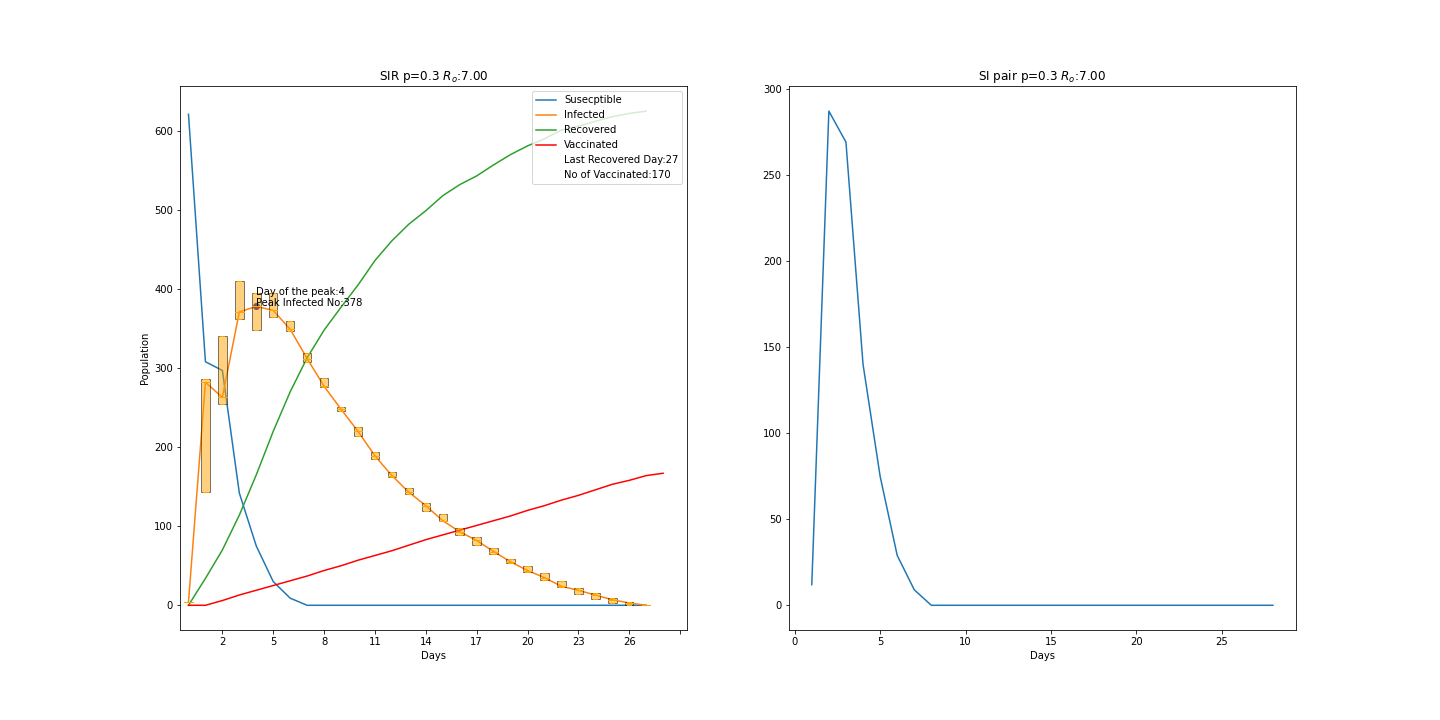 SIR p=0.3 Ro:7.00
Susecptible
Infected
Recovered
Vaccinated
Last Recovered Day:27
No of Vaccinated:170
Day of the peak:4
Peak Infected No:378
Population
600
500
400
300
200
100
0
2 5 8 11 14 17 20 23 26
Days
SI pair p=0.3 Ro:7.00
300
250
200
150
100
50
0
0 5 10 15 20 25
Days